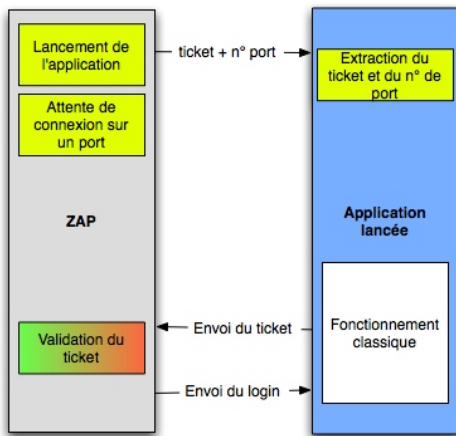 Lancement de
l'application
ticket + n° port
Extraction du
ticket et du n° de
port
Attente de
connexion sur
un port
ZAP
Application
lancée
Envoi du ticket
Fonctionnement
classique
Validation du
ticket
Envoi du login